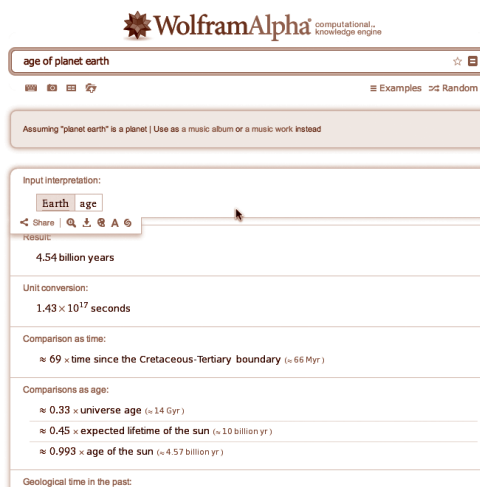 WolframAlpha computational... knowledge engine
age of planet earth
Examples Random
Assuming "planet earth" is a planet | Use as a music album or a music work instead
Input interpretation:
Earth age
Share A
Result:
4.54 billion years
Unit conversion:
1.43 × 10¹⁷ seconds
Comparison as time:
≈ 69 × time since the Cretaceous-Tertiary boundary (≈ 66 Myr )
Comparisons as age:
≈ 0.33 × universe age (≈ 14 Gyr )
≈ 0.45 × expected lifetime of the sun (≈ 10 billion yr )
≈ 0.993 × age of the sun (≈ 4.57 billion yr )
Geological time in the past: